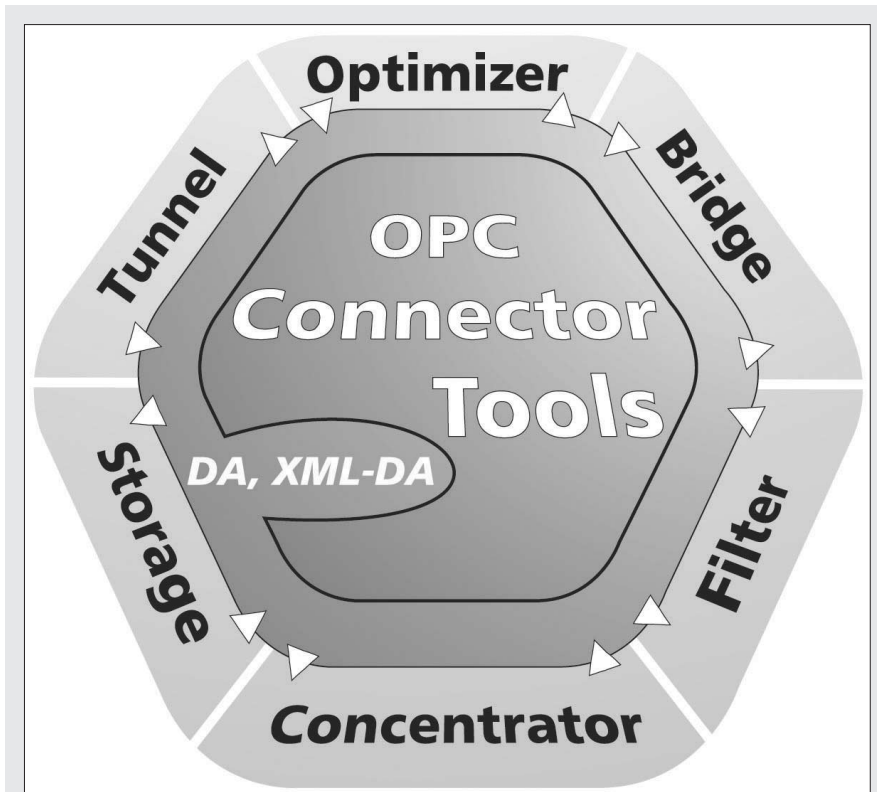 Optimizer
Bridge
Tunnel
OPC
Connector
Tools
DA, XML-DA
Storage
Filter
Concentrator